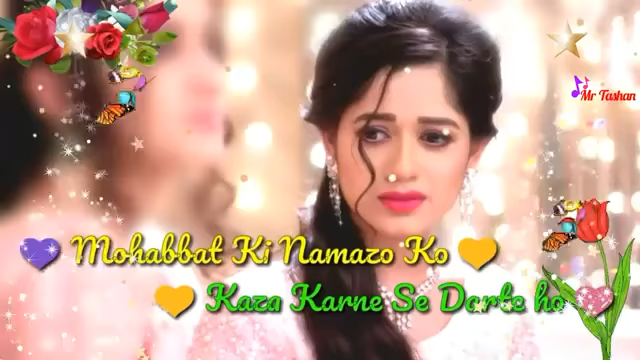 Mr Tashan
Mohabbat Ki Namazo Ko
Kaza Karne Se Darte ho